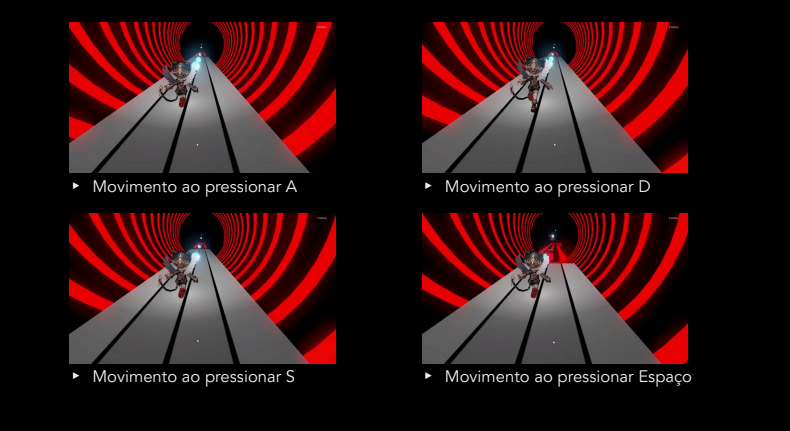 Movimento ao pressionar A
Movimento ao pressionar D
Movimento ao pressionar S
Movimento ao pressionar Espaço